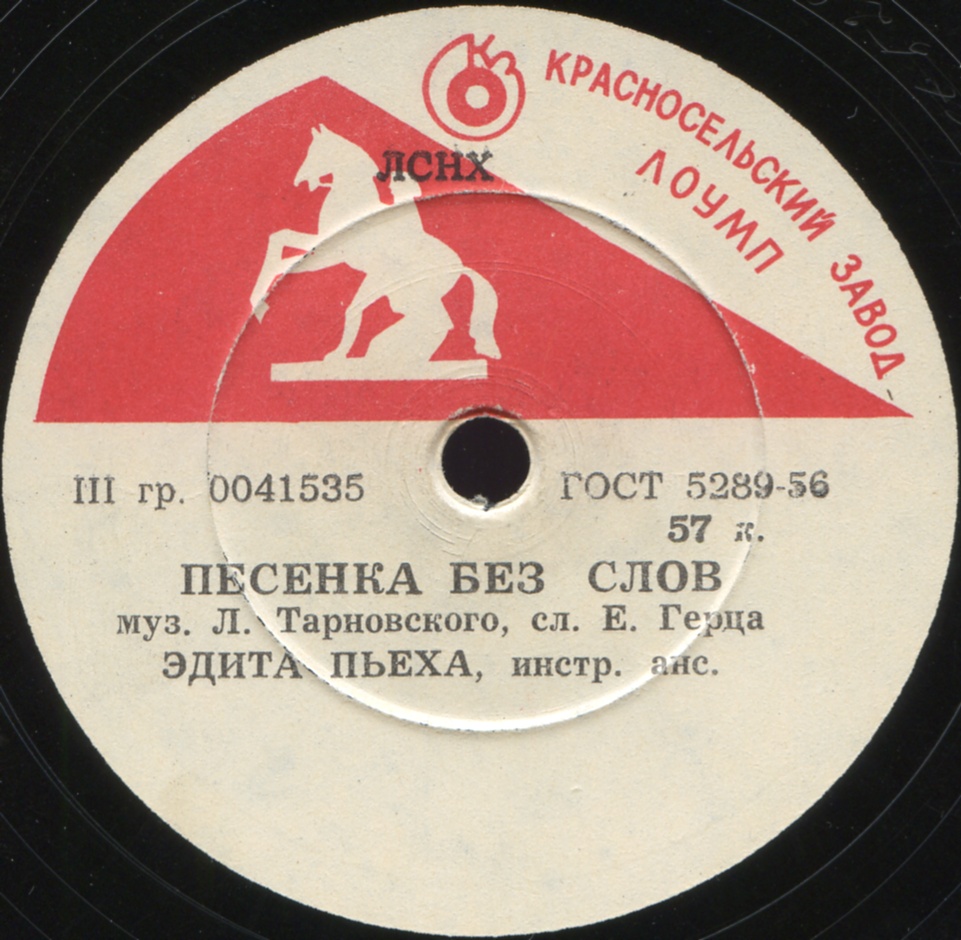 КЗ
КРАСНОСЕЛЬСКИЙ ЗАВОД
ЛОУМП
ЛСНХ
III гр. 0041535 ГОСТ 5289-56
57 к.
ПЕСЕНКА БЕЗ СЛОВ
муз. Л. Тарновского, сл. Е. Герца
ЭДИТА ПЬЕХА, инстр. анс.